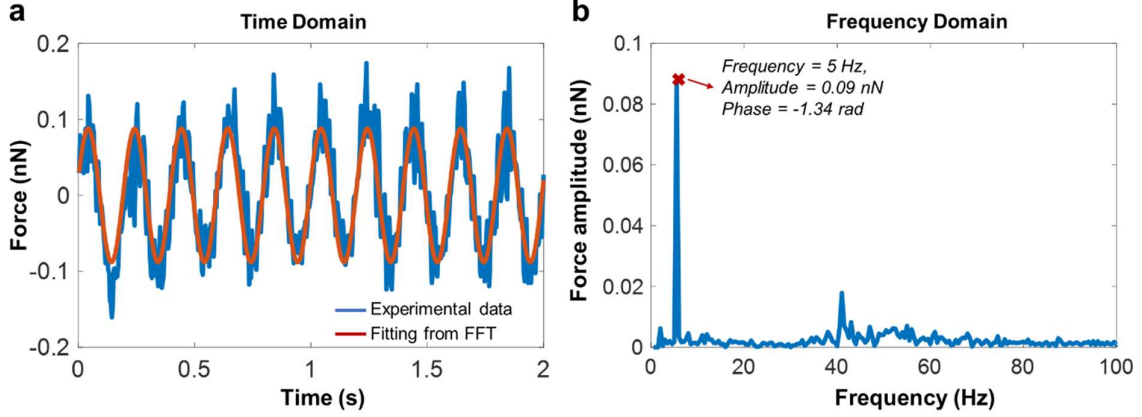 a
Time Domain
Force (nN)
0.2
0.1
0
-0.1
-0.2
Experimental data
Fitting from FFT
0
0.5
1
1.5
2
Time (s)
b
Frequency Domain
Force amplitude (nN)
0.1
0.08
0.06
0.04
0.02
0
Frequency = 5 Hz,
Amplitude = 0.09 nN
Phase = -1.34 rad
0
20
40
60
80
100
Frequency (Hz)